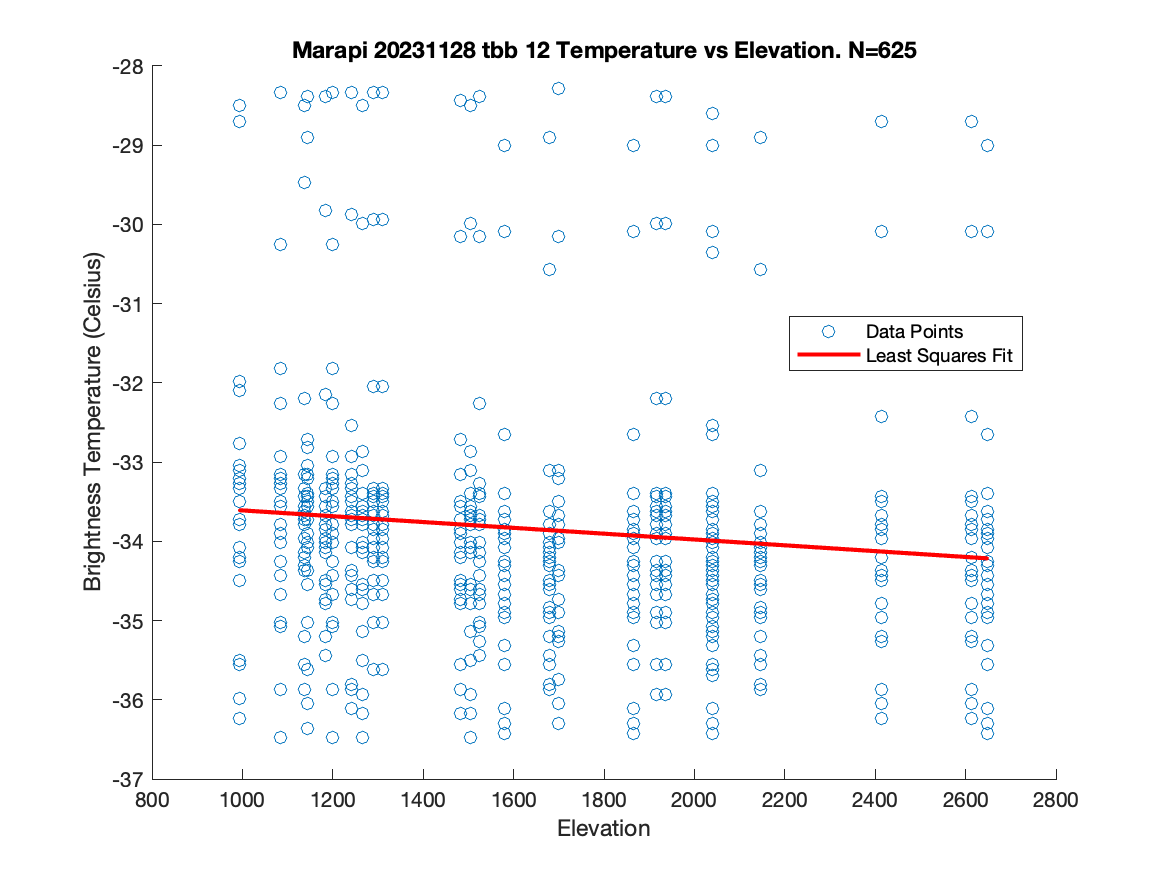 Marapi 20231128 tbb 12 Temperature vs Elevation. N=625
-28
-29
-30
-31
-32
-33
-34
-35
-36
-37
Brightness Temperature (Celsius)
Data Points
Least Squares Fit
800 1000 1200 1400 1600 1800 2000 2200 2400 2600 2800
Elevation